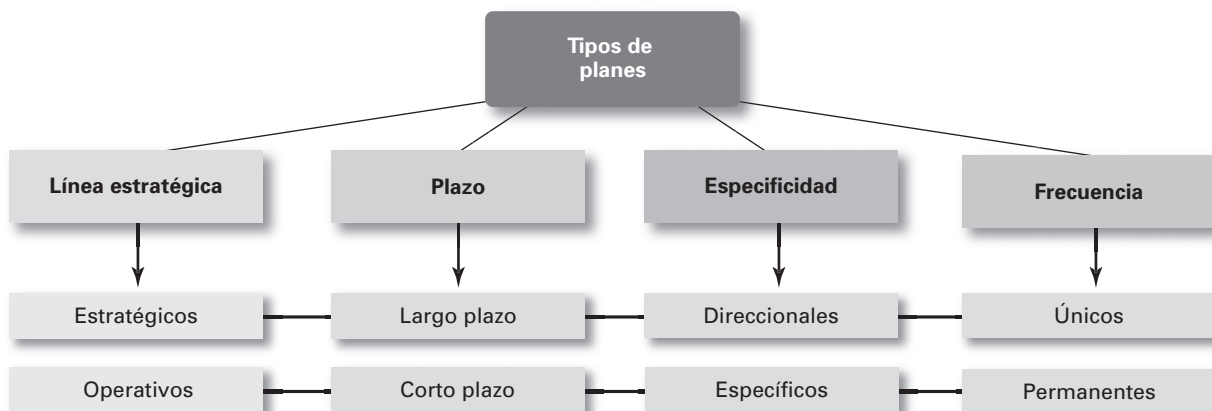 Tipos de
planes
Línea estratégica
Plazo
Especificidad
Frecuencia
Estratégicos
Largo plazo
Direccionales
Únicos
Operativos
Corto plazo
Específicos
Permanentes